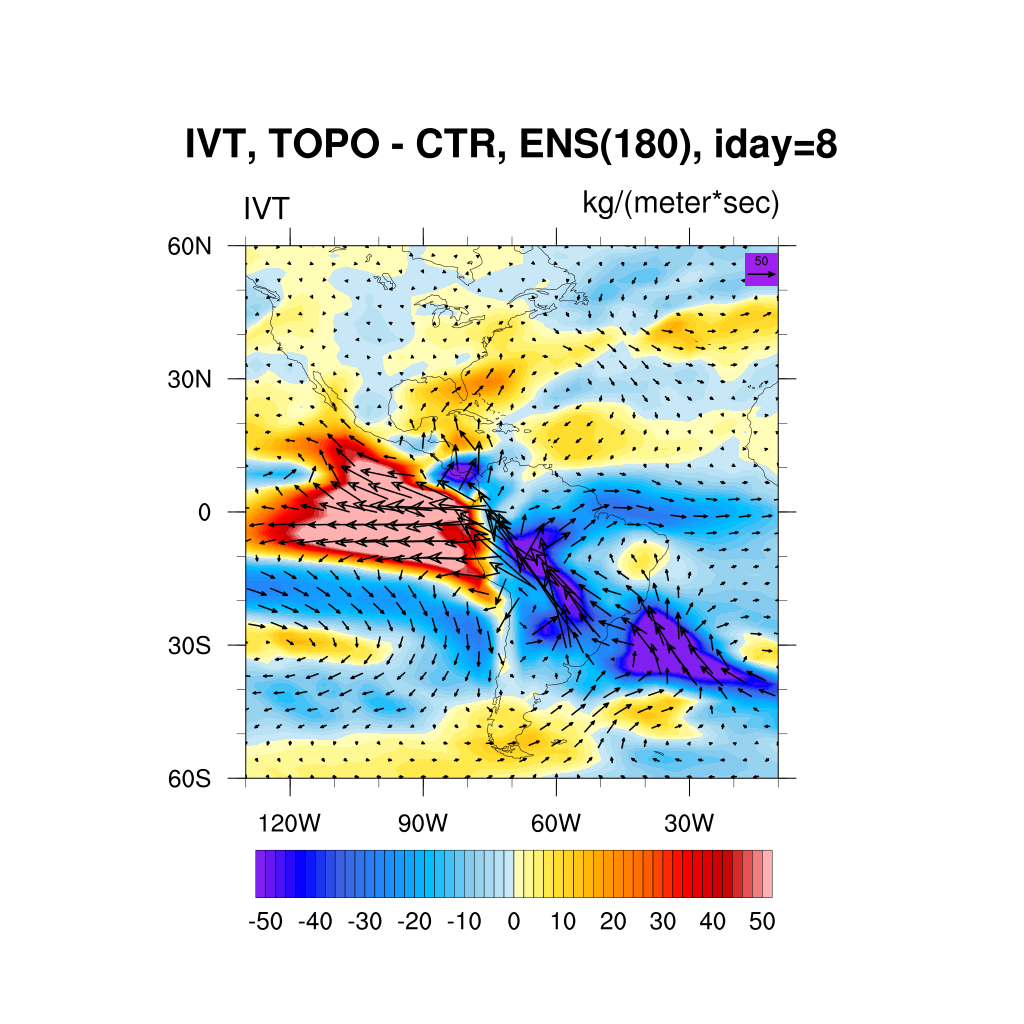 IVT, TOPO - CTR, ENS(180), iday=8
IVT kg/(meter*sec)
60N
50
30N
0
30S
60S
120W 90W 60W 30W
-50 -40 -30 -20 -10 0 10 20 30 40 50